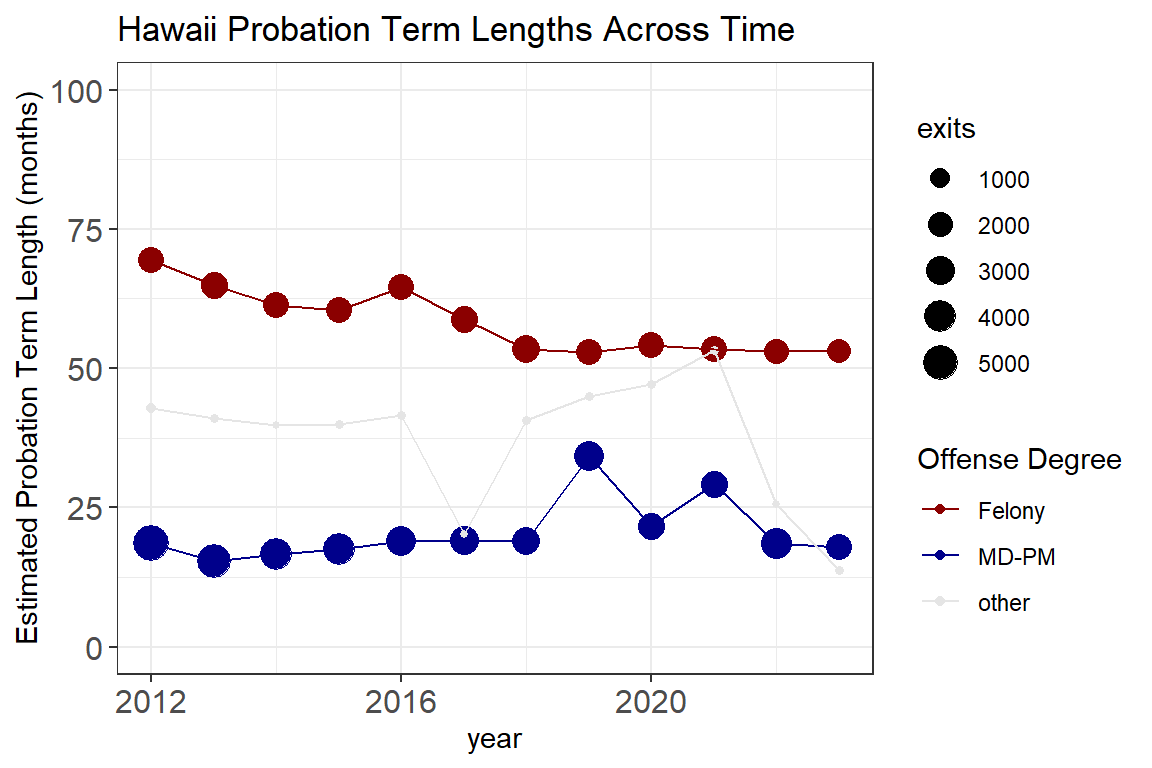 Hawaii Probation Term Lengths Across Time
Estimated Probation Term Length (months)
100
75
50
25
0
2012
2016
2020
year
exits
1000
2000
3000
4000
5000
Offense Degree
Felony
MD-PM
other